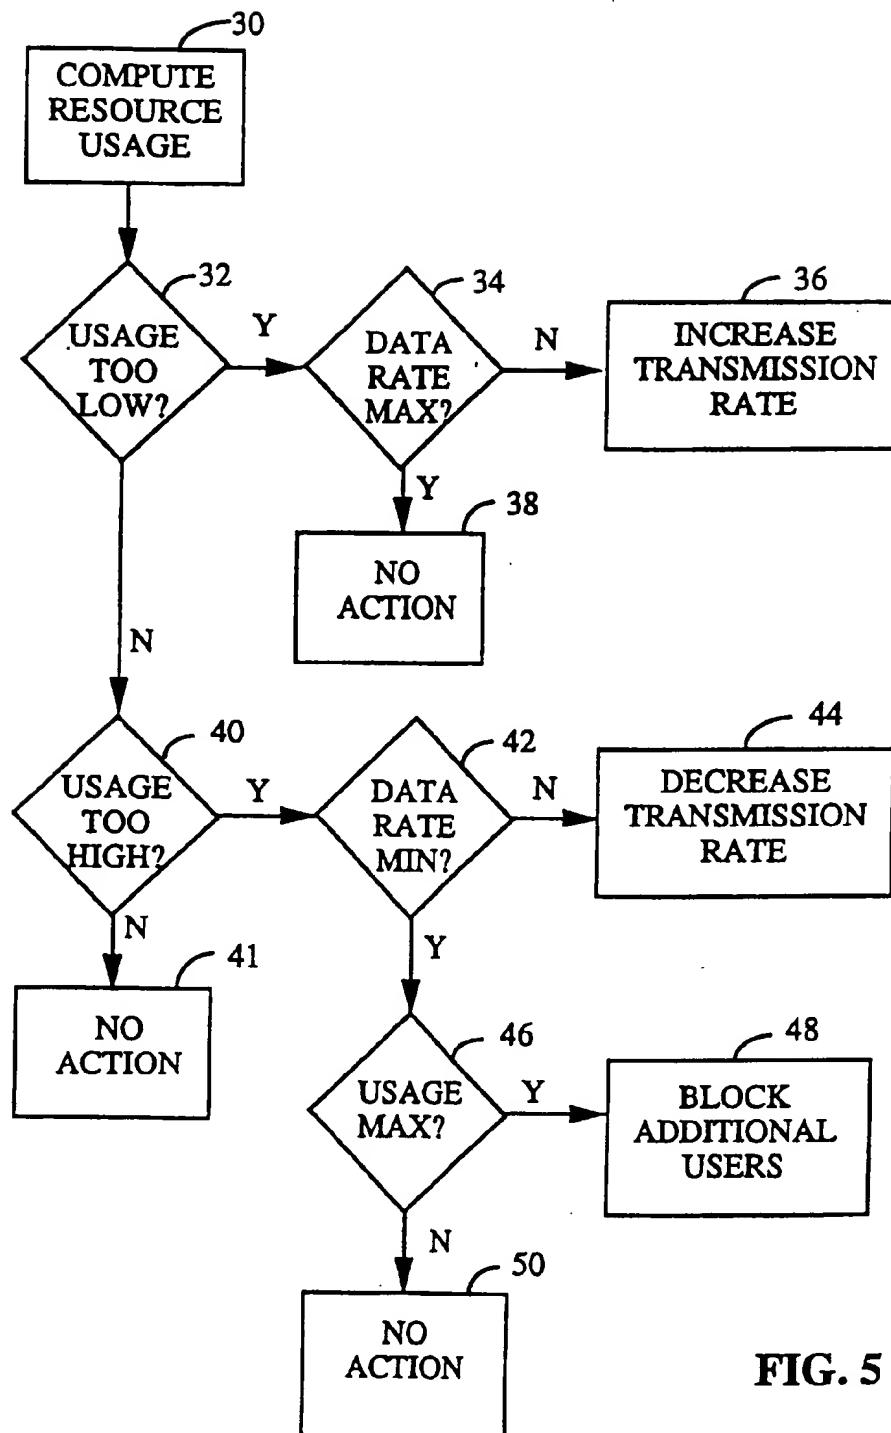 30
COMPUTE
RESOURCE
USAGE
32
USAGE
TOO
LOW?
Y
34
DATA
RATE
MAX?
N
36
INCREASE
TRANSMISSION
RATE
Y
38
NO
ACTION
N
40
USAGE
TOO
HIGH?
Y
42
DATA
RATE
MIN?
N
44
DECREASE
TRANSMISSION
RATE
N
41
NO
ACTION
Y
46
USAGE
MAX?
Y
48
BLOCK
ADDITIONAL
USERS
N
50
NO
ACTION
FIG. 5